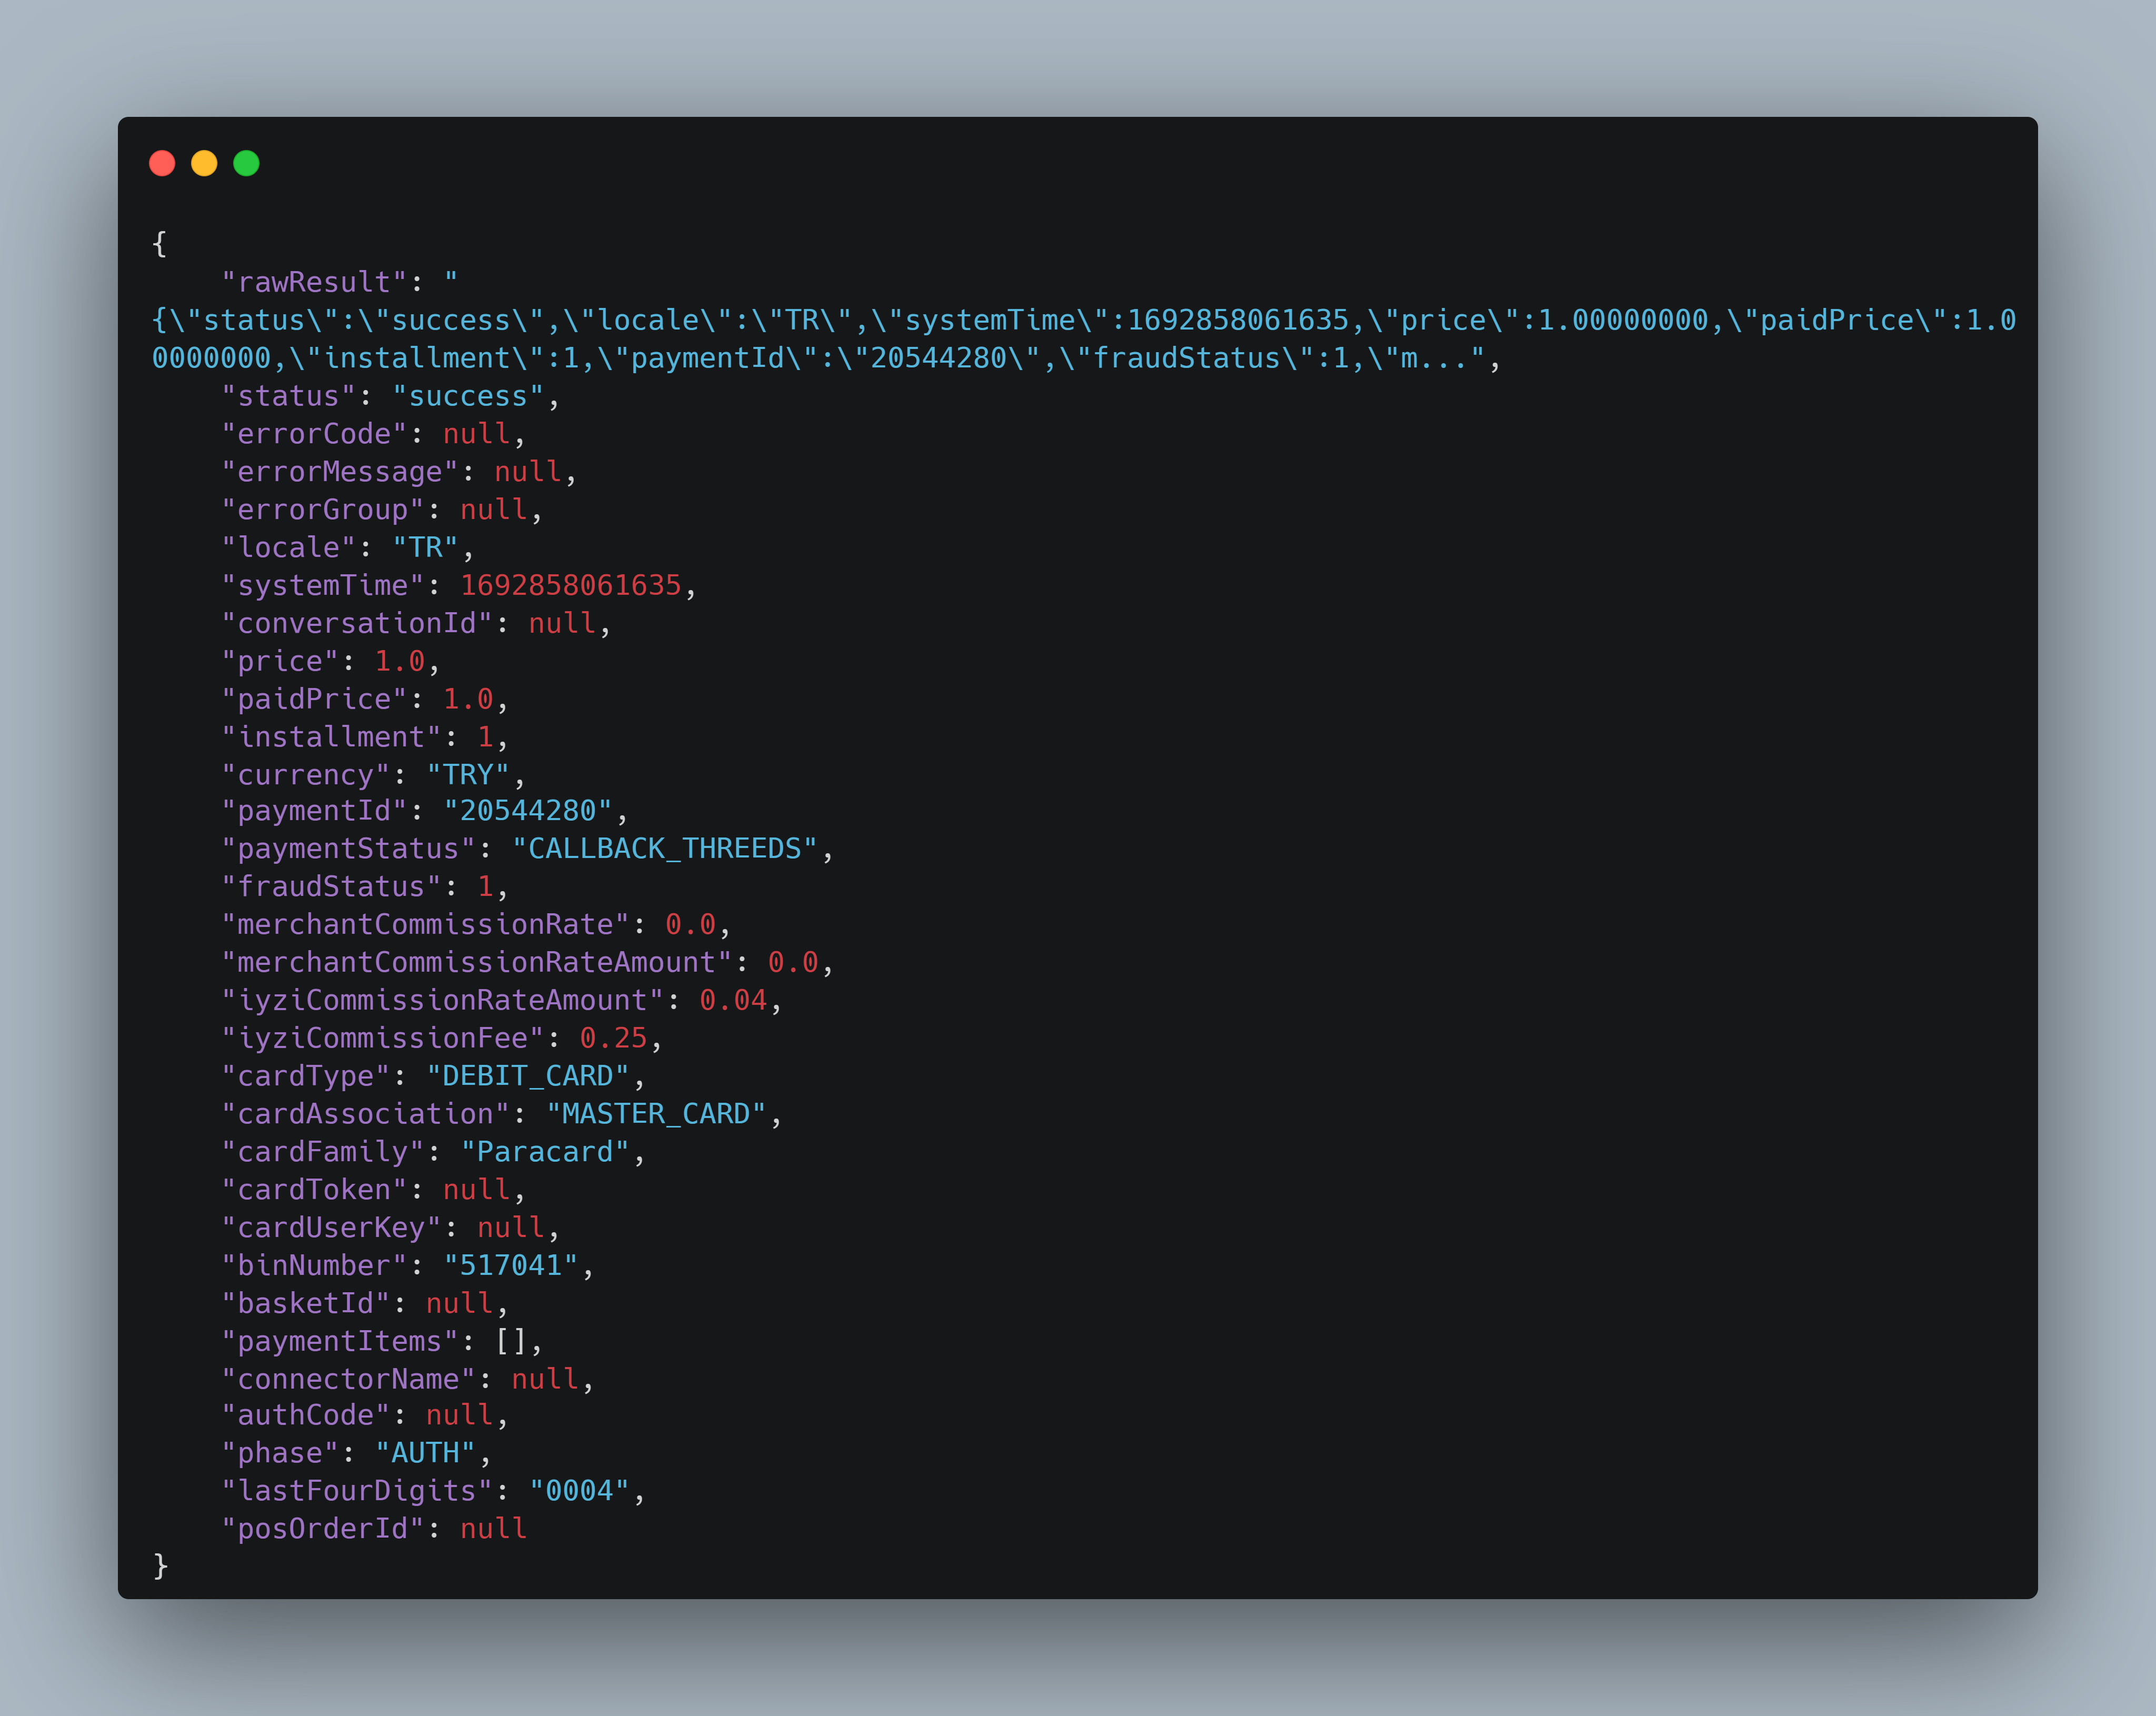 {
    "rawResult": "
{\"status\":\"success\",\"locale\":\"TR\",\"systemTime\":1692858061635,\"price\":1.00000000,\"paidPrice\":1.0
0000000,\"installment\":1,\"paymentId\":\"20544280\",\"fraudStatus\":1,\"m...",
    "status": "success",
    "errorCode": null,
    "errorMessage": null,
    "errorGroup": null,
    "locale": "TR",
    "systemTime": 1692858061635,
    "conversationId": null,
    "price": 1.0,
    "paidPrice": 1.0,
    "installment": 1,
    "currency": "TRY",
    "paymentId": "20544280",
    "paymentStatus": "CALLBACK_THREEDS",
    "fraudStatus": 1,
    "merchantCommissionRate": 0.0,
    "merchantCommissionRateAmount": 0.0,
    "iyziCommissionRateAmount": 0.04,
    "iyziCommissionFee": 0.25,
    "cardType": "DEBIT_CARD",
    "cardAssociation": "MASTER_CARD",
    "cardFamily": "Paracard",
    "cardToken": null,
    "cardUserKey": null,
    "binNumber": "517041",
    "basketId": null,
    "paymentItems": [],
    "connectorName": null,
    "authCode": null,
    "phase": "AUTH",
    "lastFourDigits": "0004",
    "posOrderId": null
}